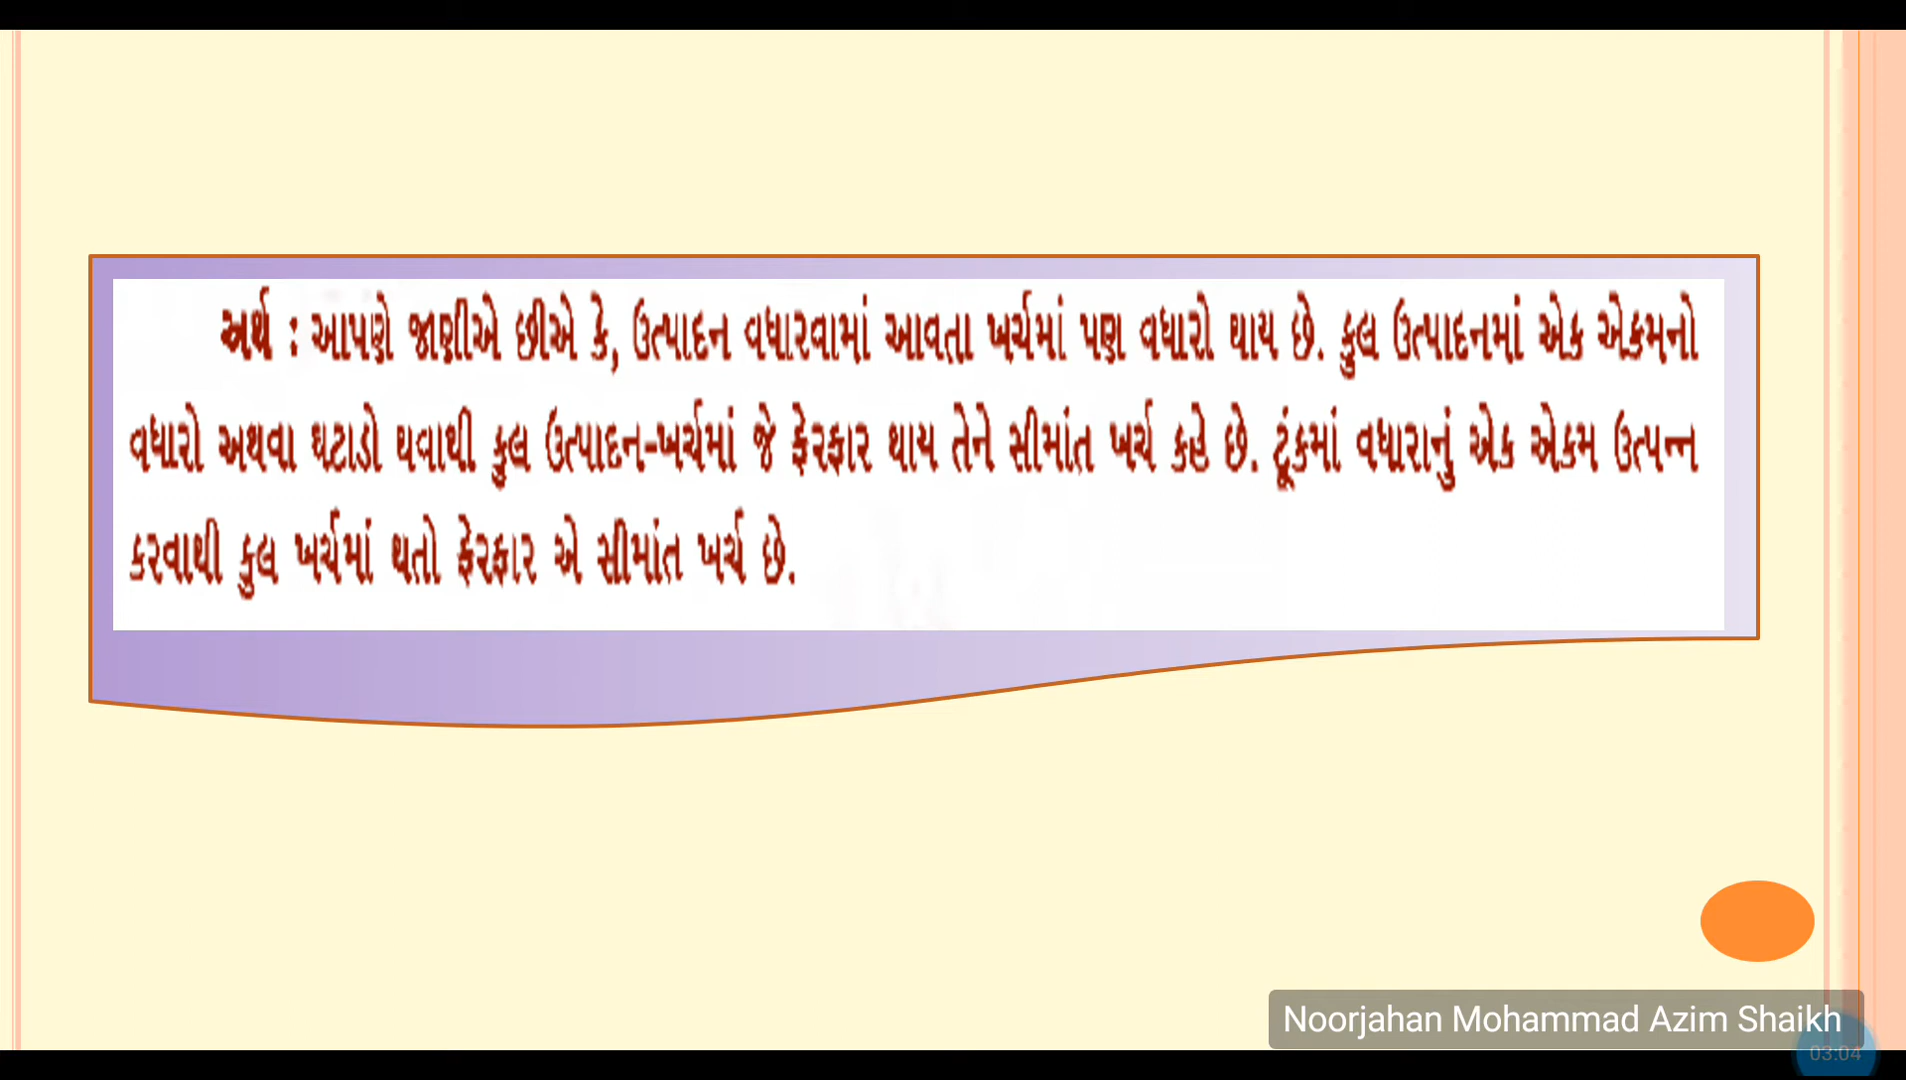 અર્થ : આપણે જાણીએ છીએ કે, ઉત્પાદન વધારવામાં આવતા ખર્ચમાં પણ વધારો થાય છે. કુલ ઉત્પાદનમાં એક એકમનો
વધારો અથવા ઘટાડો થવાથી કુલ ઉત્પાદન-ખર્ચમાં જે ફેરફાર થાય તેને સીમાંત ખર્ચ કહે છે. ટૂંકમાં વધારાનું એક એકમ ઉત્પન્ન
કરવાથી કુલ ખર્ચમાં થતો ફેરફાર એ સીમાંત ખર્ચ છે.
Noorjahan Mohammad Azim Shaikh
03:04